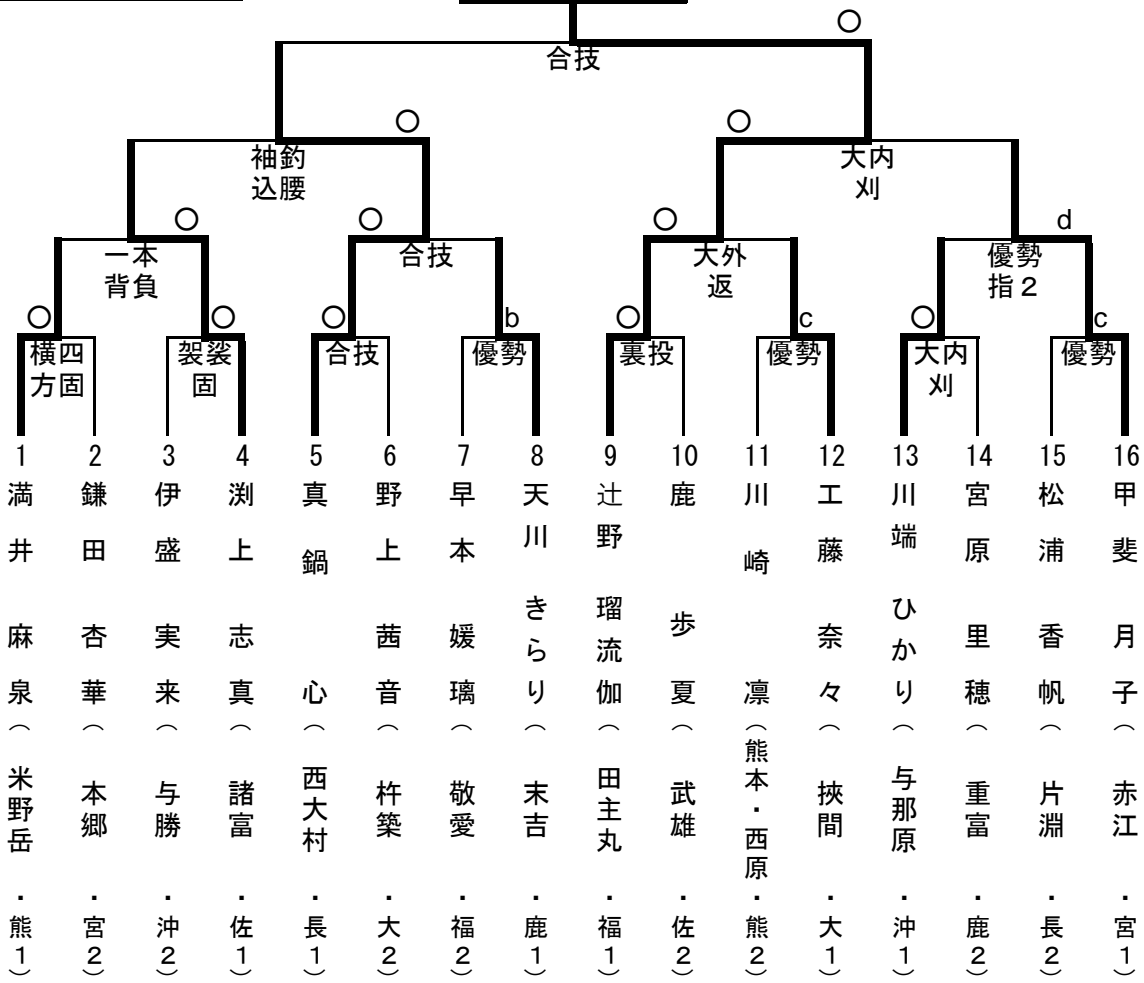 ○
合技
○ ○
袖釣
込腰
大内
刈
○ ○ ○ d
一本
背負
合技
大外
返
優勢
指2
○ ○ ○ b ○ c ○ c
横四
方固
袈裟
固
合技
優勢
裏投
優勢
大内
刈
優勢
1 2 3 4 5 6 7 8 9 10 11 12 13 14 15 16
満井 麻泉(米野岳・熊1)
鎌田 杏華(本郷・宮2)
伊盛 実来(与勝・沖2)
渕上 志真(諸富・佐1)
真鍋 心(西大村・長1)
野上 茜音(杵築・大2)
早本 媛璃(敬愛・福2)
天川 きらり(末吉・鹿1)
辻野 瑠流伽(田主丸・福1)
鹿 歩夏(武雄・佐2)
川崎 凛(熊本・西原・熊2)
工藤 奈々(挾間・大1)
川端 ひかり(与那原・沖1)
宮原 里穂(重富・鹿2)
松浦 香帆(片淵・長2)
甲斐 月子(赤江・宮1)